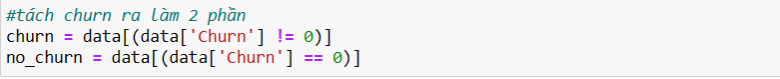 #tách churn ra làm 2 phần
churn = data[(data['Churn'] != 0)]
no_churn = data[(data['Churn'] == 0)]